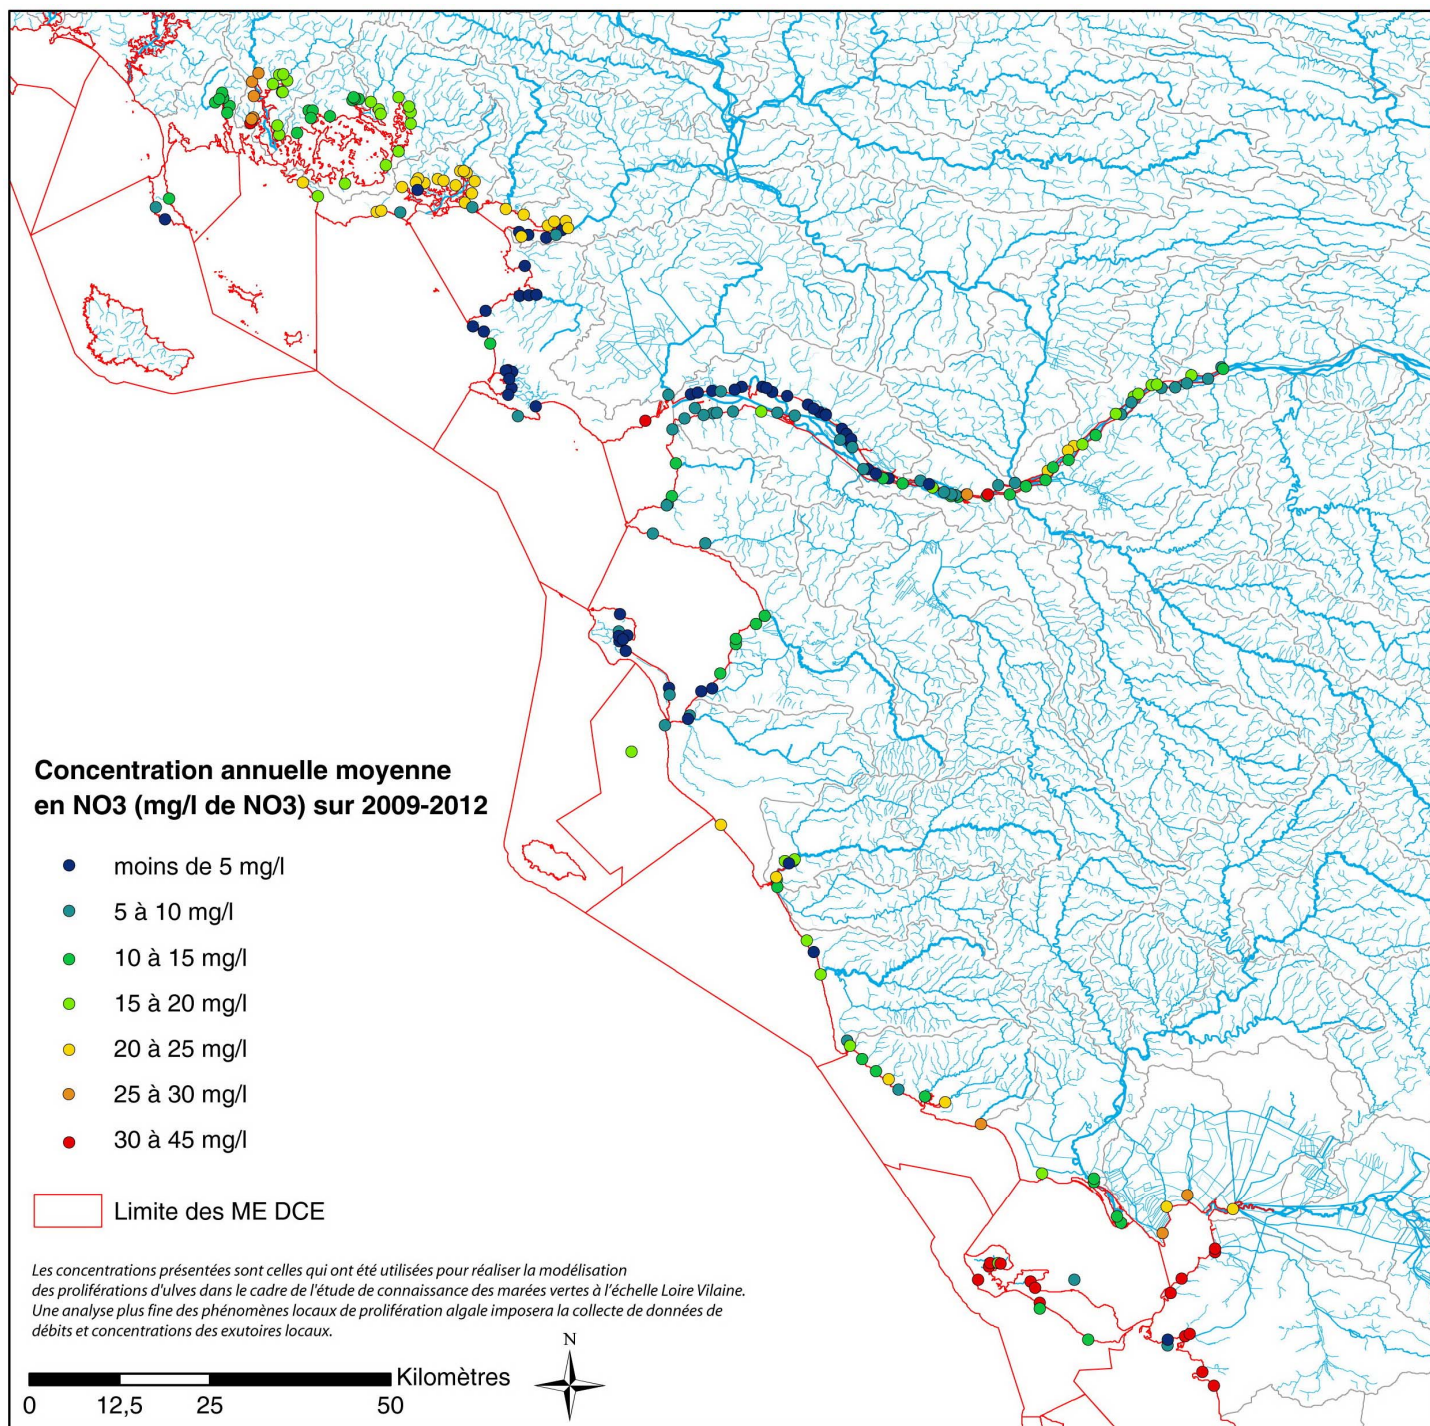 Concentration annuelle moyenne
en NO3 (mg/l de NO3) sur 2009-2012
moins de 5 mg/l
5 à 10 mg/l
10 à 15 mg/l
15 à 20 mg/l
20 à 25 mg/l
25 à 30 mg/l
30 à 45 mg/l
Limite des ME DCE
Les concentrations présentées sont celles qui ont été utilisées pour réaliser la modélisation
des proliférations d'ulves dans le cadre de l'étude de connaissance des marées vertes à l'échelle Loire Vilaine.
Une analyse plus fine des phénomènes locaux de prolifération algale imposera la collecte de données de
débits et concentrations des exutoires locaux.
N
Kilomètres
0 12,5 25 50